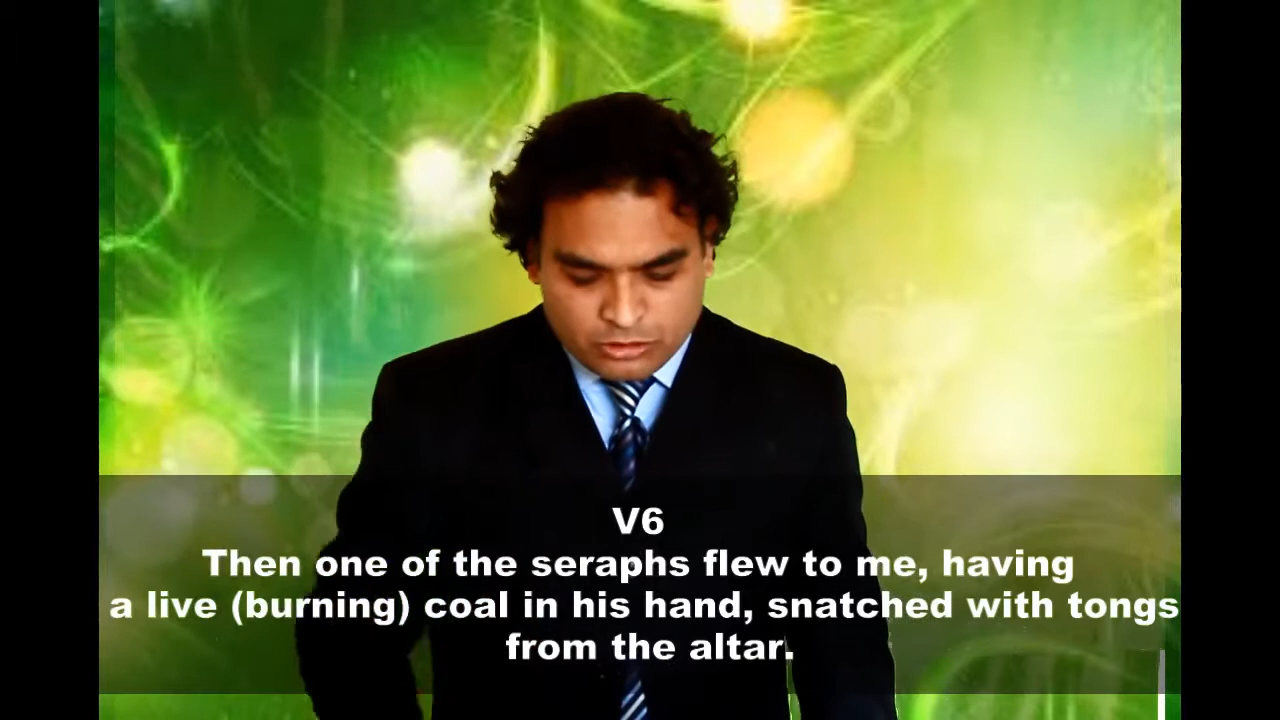 V6
Then one of the seraphs flew to me, having
a live (burning) coal in his hand, snatched with tongs
from the altar.